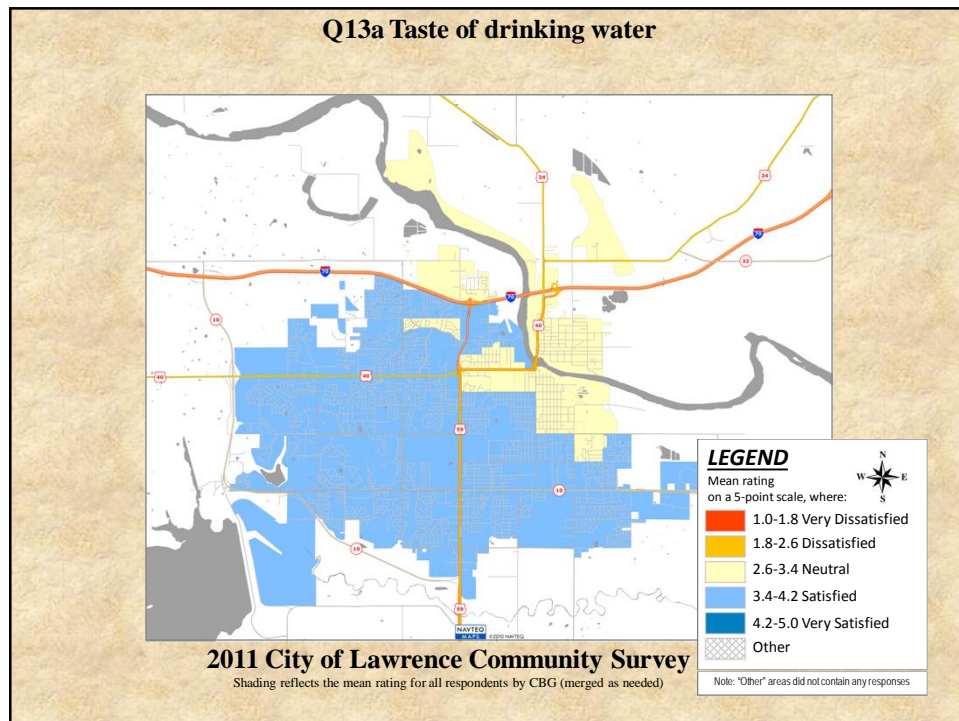 Q13a Taste of drinking water
24
24
70
32
70
70
10
40
40
40
59
10
10
59
NAVTEQ
MAPS
©2010 NAVTEQ
LEGEND
Mean rating
on a 5-point scale, where:
N
W
E
S
1.0-1.8 Very Dissatisfied
1.8-2.6 Dissatisfied
2.6-3.4 Neutral
3.4-4.2 Satisfied
4.2-5.0 Very Satisfied
Other
Note: “Other” areas did not contain any responses
2011 City of Lawrence Community Survey
Shading reflects the mean rating for all respondents by CBG (merged as needed)